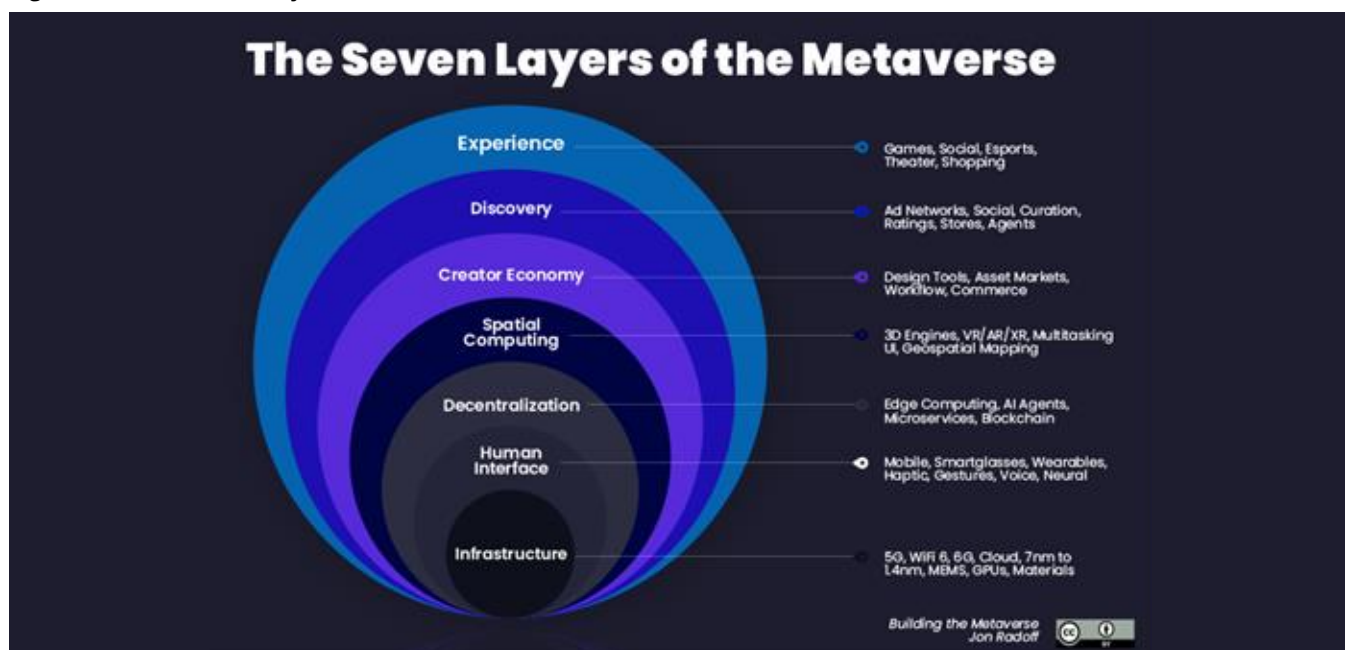 The Seven Layers of the Metaverse
Experience
Games, Social, Esports,
Theater, Shopping
Discovery
Ad Networks, Social, Curation,
Ratings, Stores, Agents
Creator Economy
Design Tools, Asset Markets,
Workflow, Commerce
Spatial
Computing
3D Engines, VR/AR/XR, Multitasking
UI, Geospatial Mapping
Decentralization
Edge Computing, AI Agents,
Microservices, Blockchain
Human
Interface
Mobile, Smartglasses, Wearables,
Haptic, Gestures, Voice, Neural
Infrastructure
5G, WiFi 6, 6G, Cloud, 7nm to
1.4nm, MEMS, GPUs, Materials
Building the Metaverse
Jon Radoff
cc
BY